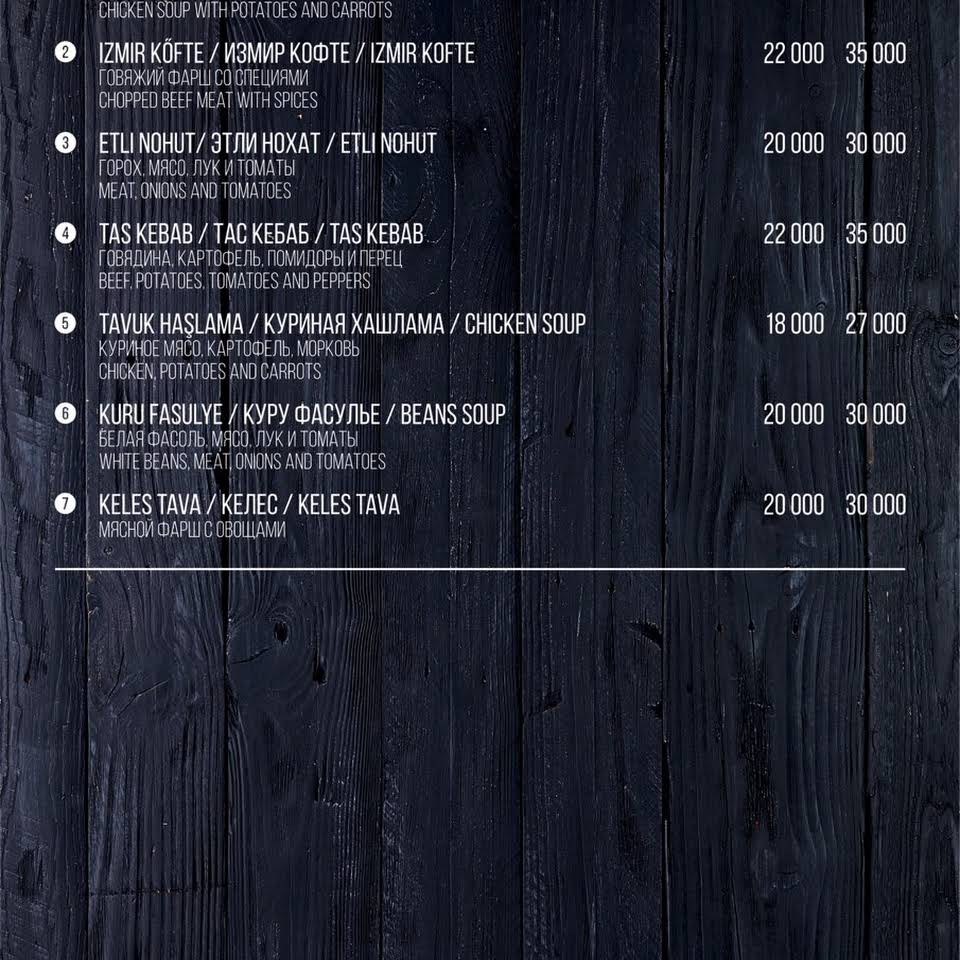 CHICKEN SOUP WITH POTATOES AND CARROTS
2 IZMIR KŐFTE / ИЗМИР КОФТЕ / IZMIR KOFTE 22 000 35 000
ГОВЯЖИЙ ФАРШ СО СПЕЦИЯМИ
CHOPPED BEEF MEAT WITH SPICES
3 ETLI NOHUT/ ЭТЛИ НОХАТ / ETLI NOHUT 20 000 30 000
ГОРОХ, МЯСО, ЛУК И ТОМАТЫ
MEAT, ONIONS AND TOMATOES
4 TAS KEBAB / ТАС КЕБАБ / TAS KEBAB 22 000 35 000
ГОВЯДИНА, КАРТОФЕЛЬ, ПОМИДОРЫ И ПЕРЕЦ
BEEF, POTATOES, TOMATOES AND PEPPERS
5 TAVUK HAŞLAMA / КУРИНАЯ ХАШЛАМА / CHICKEN SOUP 18 000 27 000
КУРИНОЕ МЯСО, КАРТОФЕЛЬ, МОРКОВЬ
CHICKEN, POTATOES AND CARROTS
6 KURU FASULYE / КУРУ ФАСУЛЬЕ / BEANS SOUP 20 000 30 000
БЕЛАЯ ФАСОЛЬ, МЯСО, ЛУК И ТОМАТЫ
WHITE BEANS, MEAT, ONIONS AND TOMATOES
7 KELES TAVA / КЕЛЕС / KELES TAVA 20 000 30 000
МЯСНОЙ ФАРШ С ОВОЩАМИ